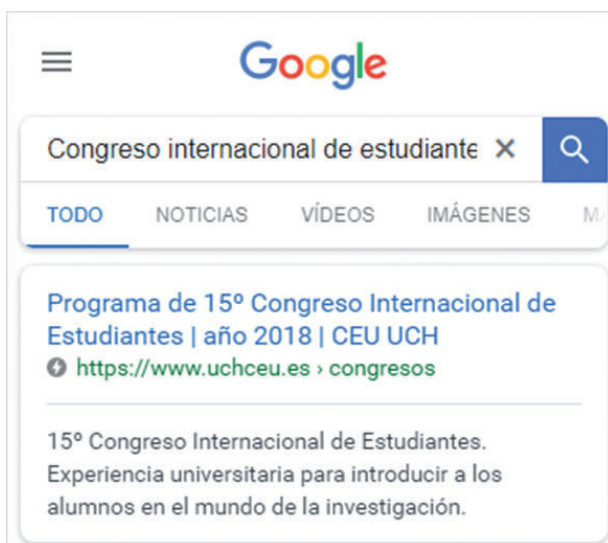 Google
Congreso internacional de estudiante
TODO NOTICIAS VÍDEOS IMÁGENES
Programa de 15º Congreso Internacional de
Estudiantes | año 2018 | CEU UCH
https://www.uchceu.es › congresos
15º Congreso Internacional de Estudiantes.
Experiencia universitaria para introducir a los
alumnos en el mundo de la investigación.